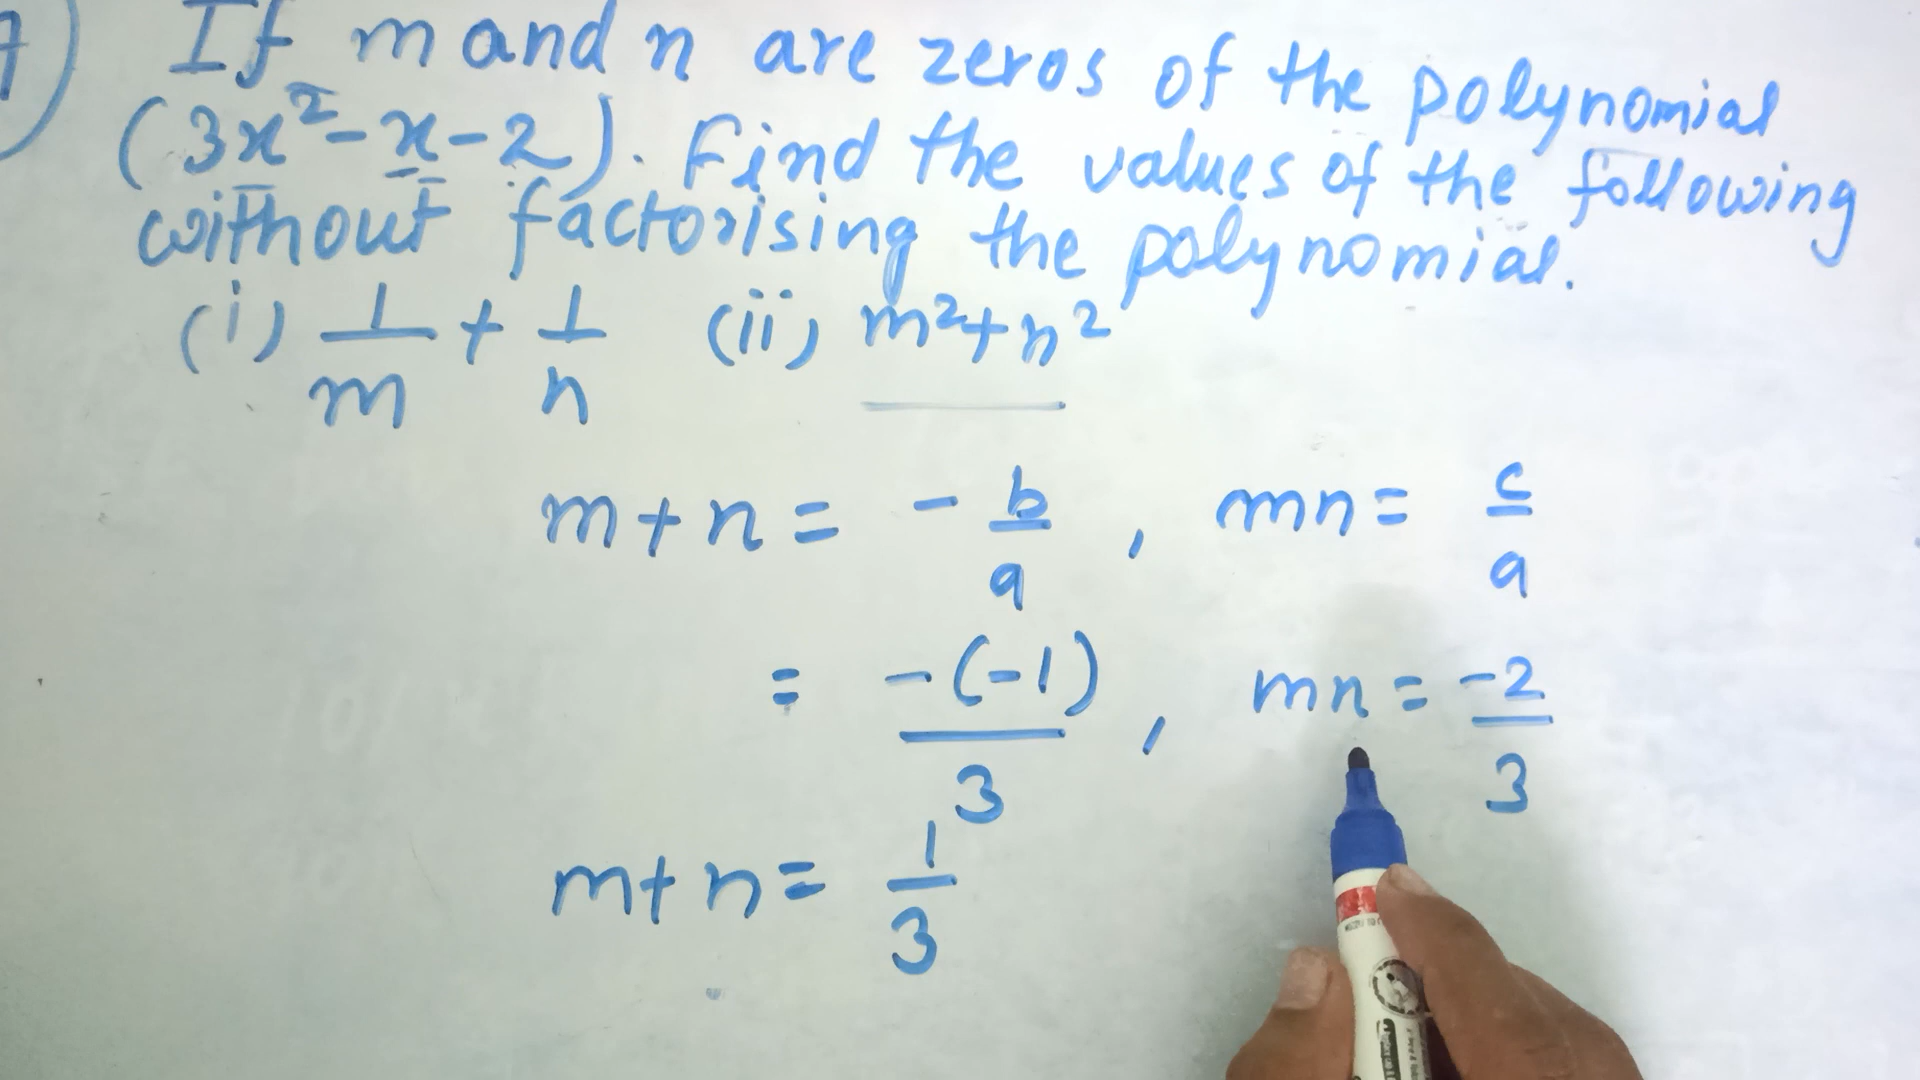 If m and n are zeros of the polynomial
(3x²-x-2). Find the values of the following
without factorising the polynomial.
(i) 1/m + 1/n (ii) m²+n²
m+n = - b/a , mn = c/a
= -(-1)/3 , mn = -2/3
m+n = 1/3